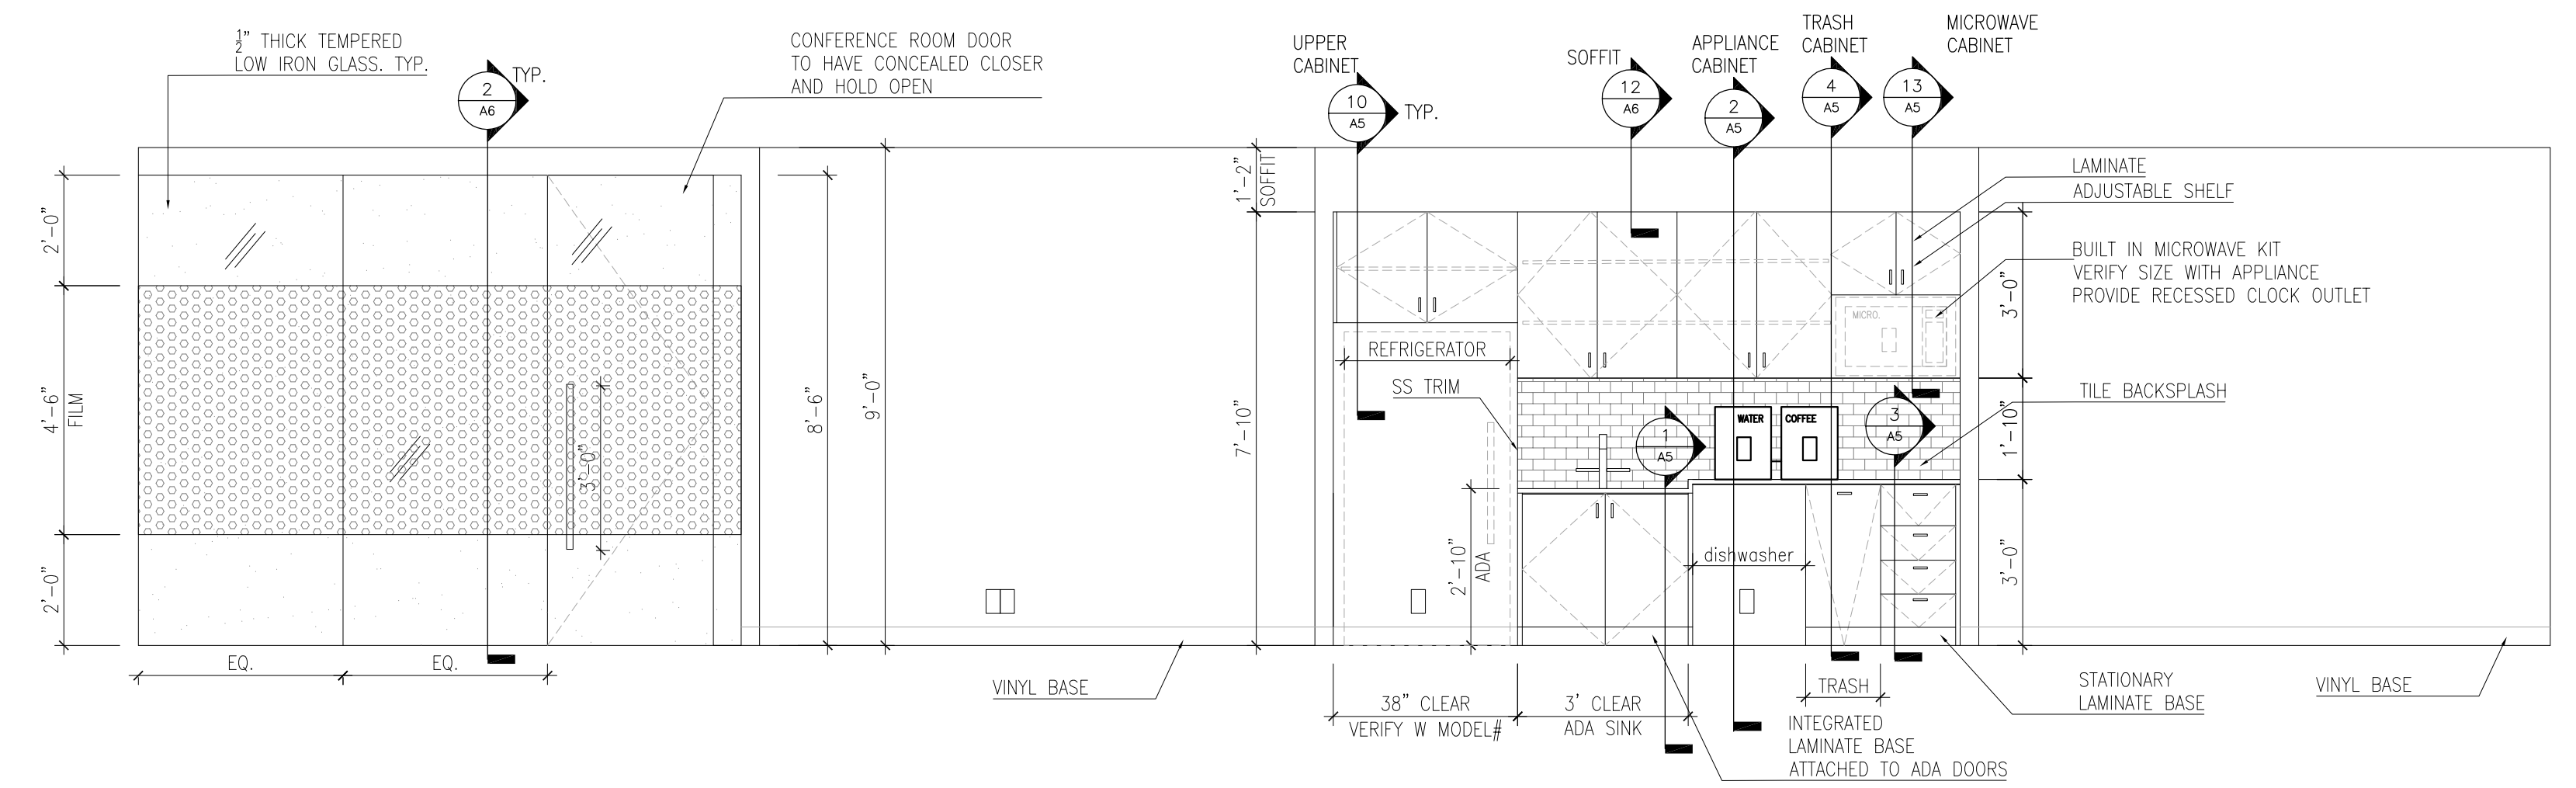 ½" THICK TEMPERED
LOW IRON GLASS. TYP.
2
A6
TYP.
CONFERENCE ROOM DOOR
TO HAVE CONCEALED CLOSER
AND HOLD OPEN
UPPER
CABINET
10
A5
TYP.
SOFFIT
12
A6
APPLIANCE
CABINET
2
A5
TRASH
CABINET
4
A5
MICROWAVE
CABINET
13
A5
2'-0"
4'-6"
FILM
2'-0"
3'-0"
8'-6"
9'-0"
1'-2"
SOFFIT
7'-10"
LAMINATE
ADJUSTABLE SHELF
BUILT IN MICROWAVE KIT
VERIFY SIZE WITH APPLIANCE
PROVIDE RECESSED CLOCK OUTLET
MICRO.
3'-0"
REFRIGERATOR
SS TRIM
TILE BACKSPLASH
1
A5
WATER
COFFEE
3
A5
1'-10"
2'-10"
ADA
dishwasher
3'-0"
EQ.
EQ.
VINYL BASE
38" CLEAR
VERIFY W MODEL#
3' CLEAR
ADA SINK
TRASH
INTEGRATED
LAMINATE BASE
ATTACHED TO ADA DOORS
STATIONARY
LAMINATE BASE
VINYL BASE